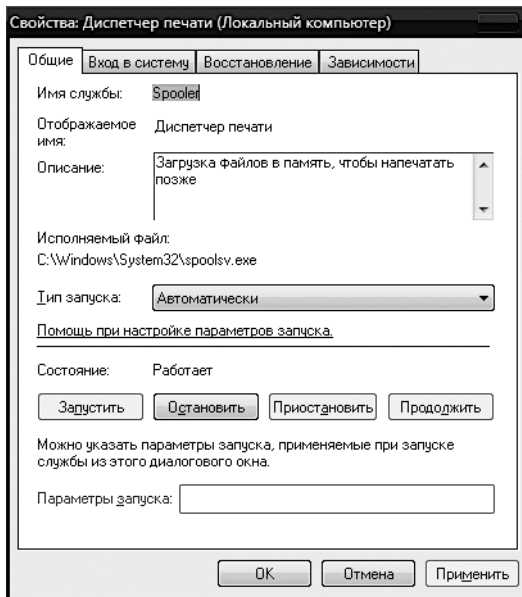 Свойства: Диспетчер печати (Локальный компьютер)
Общие Вход в систему Восстановление Зависимости
Имя службы: Spooler
Отображаемое имя: Диспетчер печати
Описание: Загрузка файлов в память, чтобы напечатать
позже
Исполняемый файл:
C:\Windows\System32\spoolsv.exe
Тип запуска: Автоматически
Помощь при настройке параметров запуска.
Состояние: Работает
Запустить Остановить Приостановить Продолжить
Можно указать параметры запуска, применяемые при запуске
службы из этого диалогового окна.
Параметры запуска:
OK Отмена Применить